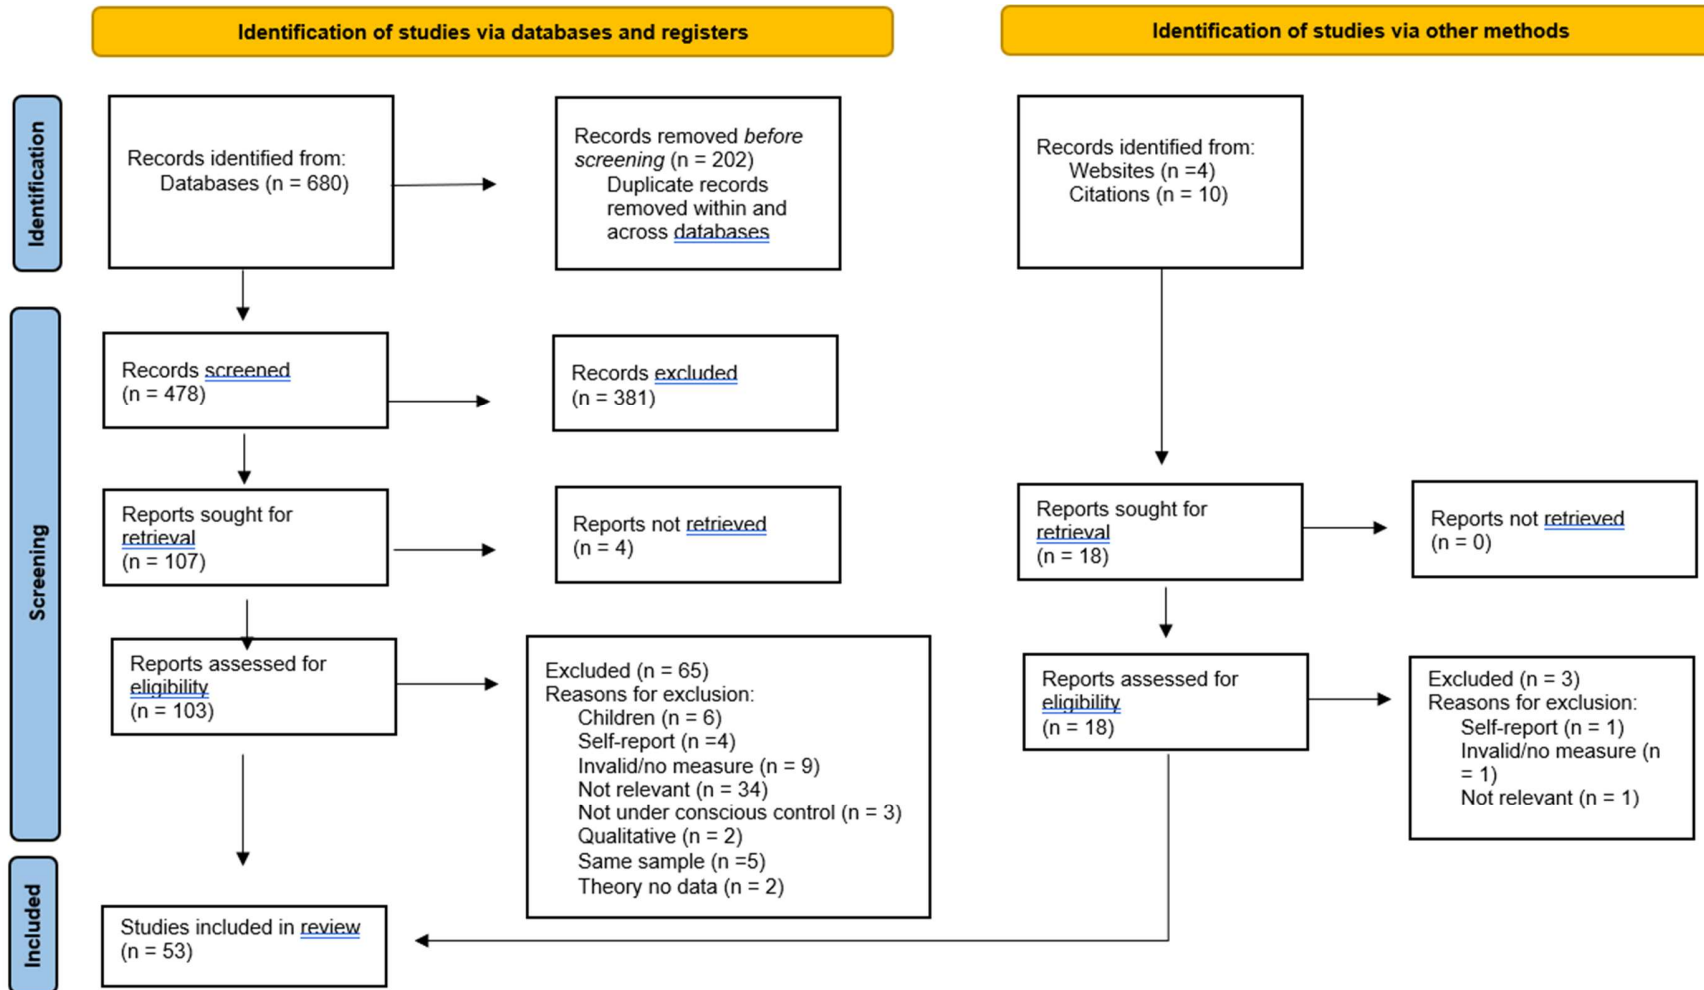 Identification of studies via databases and registers
Identification of studies via other methods
Identification
Records identified from:
Databases (n = 680)
Records removed before
screening (n = 202)
Duplicate records
removed within and
across databases
Records identified from:
Websites (n =4)
Citations (n = 10)
Screening
Records screened
(n = 478)
Records excluded
(n = 381)
Reports sought for
retrieval
(n = 107)
Reports not retrieved
(n = 4)
Reports sought for
retrieval
(n = 18)
Reports not retrieved
(n = 0)
Reports assessed for
eligibility
(n = 103)
Excluded (n = 65)
Reasons for exclusion:
Children (n = 6)
Self-report (n =4)
Invalid/no measure (n = 9)
Not relevant (n = 34)
Not under conscious control (n = 3)
Qualitative (n = 2)
Same sample (n =5)
Theory no data (n = 2)
Reports assessed for
eligibility
(n = 18)
Excluded (n = 3)
Reasons for exclusion:
Self-report (n = 1)
Invalid/no measure (n
= 1)
Not relevant (n = 1)
Included
Studies included in review
(n = 53)